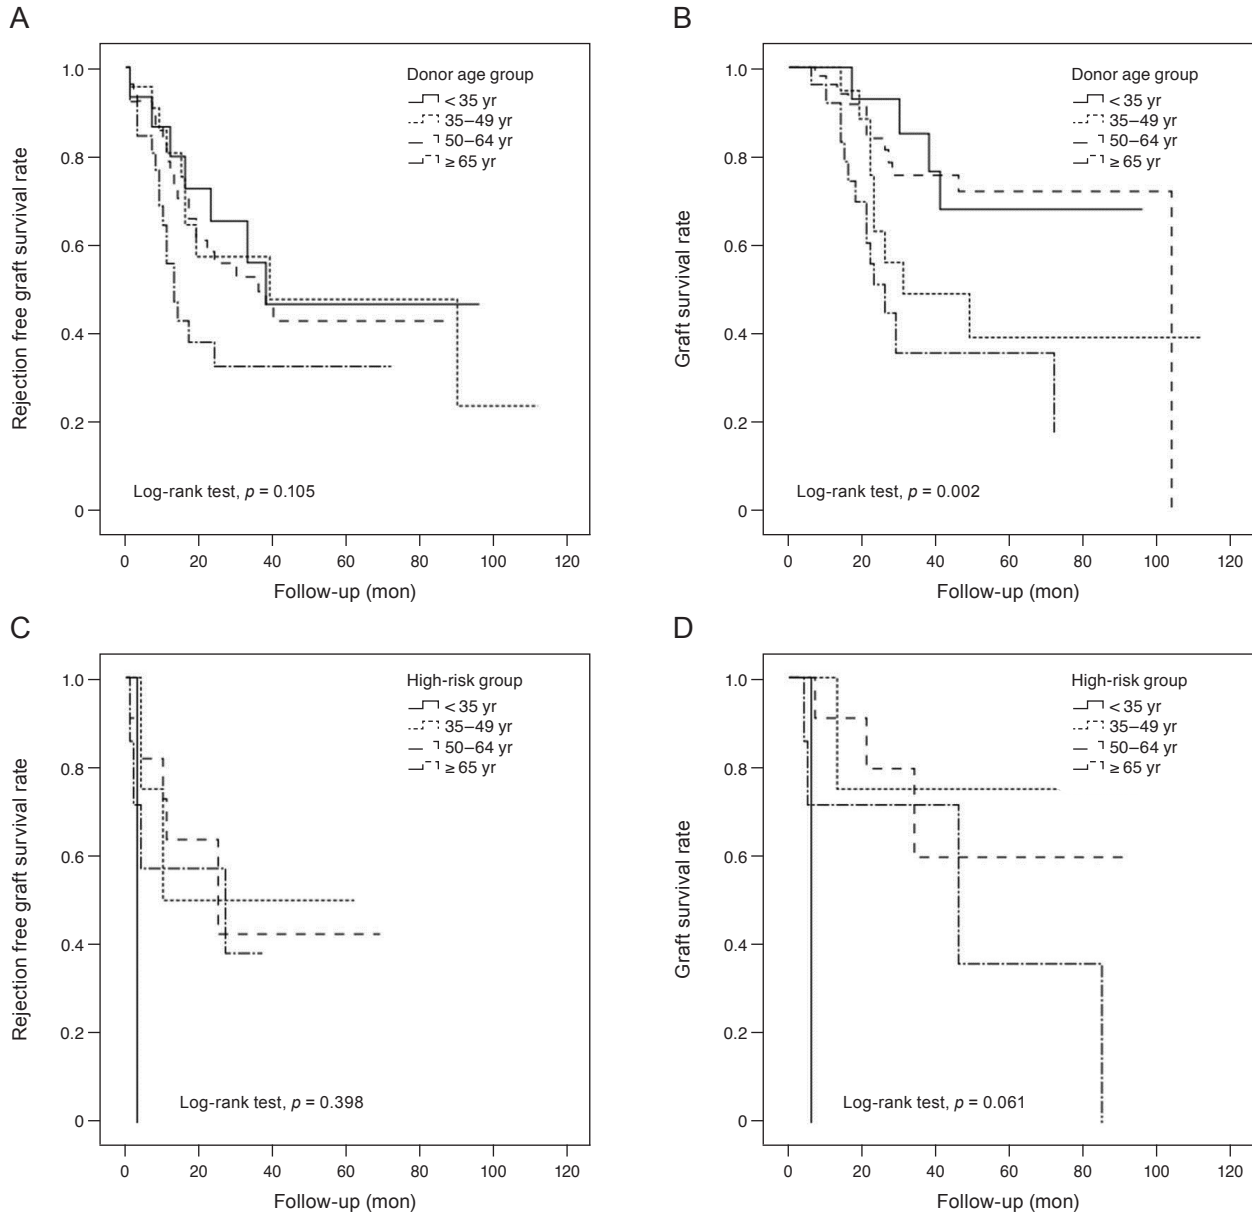 A
Rejection free graft survival rate
1.0
0.8
0.6
0.4
0.2
0
Donor age group
< 35 yr
35–49 yr
50–64 yr
≥ 65 yr
Log-rank test, p = 0.105
0 20 40 60 80 100 120
Follow-up (mon)
B
Graft survival rate
1.0
0.8
0.6
0.4
0.2
0
Donor age group
< 35 yr
35–49 yr
50–64 yr
≥ 65 yr
Log-rank test, p = 0.002
0 20 40 60 80 100 120
Follow-up (mon)
C
Rejection free graft survival rate
1.0
0.8
0.6
0.4
0.2
0
High-risk group
< 35 yr
35–49 yr
50–64 yr
≥ 65 yr
Log-rank test, p = 0.398
0 20 40 60 80 100 120
Follow-up (mon)
D
Graft survival rate
1.0
0.8
0.6
0.4
0.2
0
High-risk group
< 35 yr
35–49 yr
50–64 yr
≥ 65 yr
Log-rank test, p = 0.061
0 20 40 60 80 100 120
Follow-up (mon)